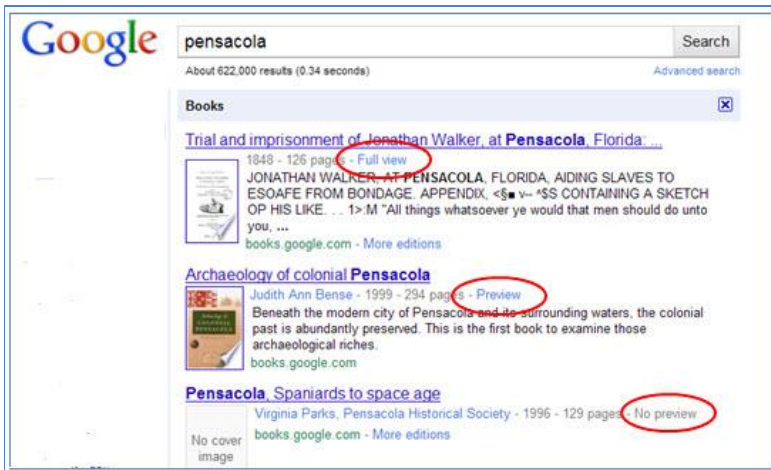 Google
pensacola
Search
About 622,000 results (0.34 seconds)
Advanced search
Books
Trial and imprisonment of Jonathan Walker, at Pensacola, Florida: ...
1848 - 126 pages - Full view
JONATHAN WALKER, AT PENSACOLA, FLORIDA, AIDING SLAVES TO
ESOAFE FROM BONDAGE. APPENDIX, <§■ v-- ^$S CONTAINING A SKETCH
OP HIS LIKE. . . 1>:M "All things whatsoever ye would that men should do unto
you, ...
books.google.com - More editions
Archaeology of colonial Pensacola
Judith Ann Bense - 1999 - 294 pages - Preview
Beneath the modern city of Pensacola and its surrounding waters, the colonial
past is abundantly preserved. This is the first book to examine those
archaeological riches.
books.google.com
Pensacola, Spaniards to space age
Virginia Parks, Pensacola Historical Society - 1996 - 129 pages - No preview
books.google.com - More editions
No cover
image